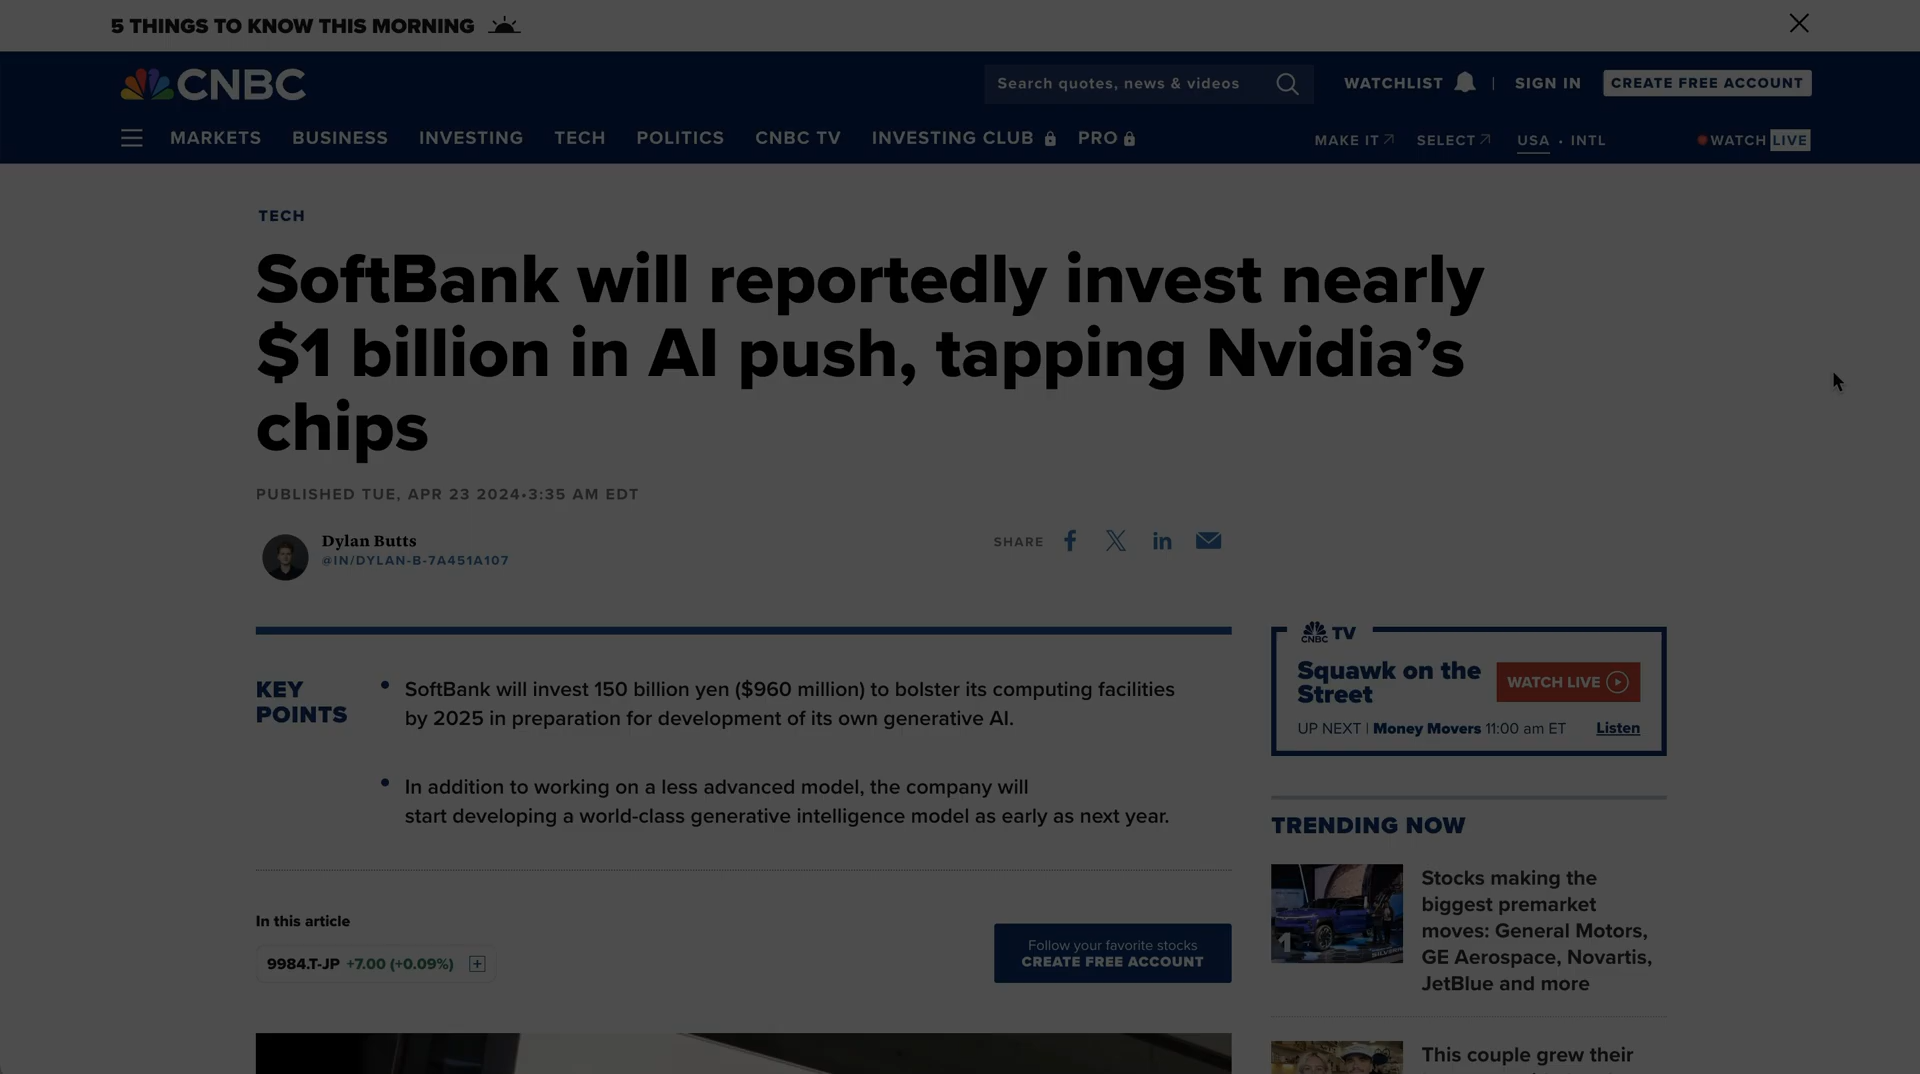 5 THINGS TO KNOW THIS MORNING
CNBC
Search quotes, news & videos
WATCHLIST
SIGN IN
CREATE FREE ACCOUNT
MARKETS BUSINESS INVESTING TECH POLITICS CNBC TV INVESTING CLUB PRO
MAKE IT SELECT USA • INTL
WATCH LIVE
TECH
SoftBank will reportedly invest nearly
$1 billion in AI push, tapping Nvidia’s
chips
PUBLISHED TUE, APR 23 2024•3:35 AM EDT
Dylan Butts
@IN/DYLAN-B-7A451A107
SHARE
KEY
POINTS
• SoftBank will invest 150 billion yen ($960 million) to bolster its computing facilities
by 2025 in preparation for development of its own generative AI.
• In addition to working on a less advanced model, the company will
start developing a world-class generative intelligence model as early as next year.
In this article
9984.T-JP +7.00 (+0.09%)
Follow your favorite stocks
CREATE FREE ACCOUNT
CNBC TV
Squawk on the
Street
WATCH LIVE
UP NEXT | Money Movers 11:00 am ET
Listen
TRENDING NOW
1
Stocks making the
biggest premarket
moves: General Motors,
GE Aerospace, Novartis,
JetBlue and more
This couple grew their